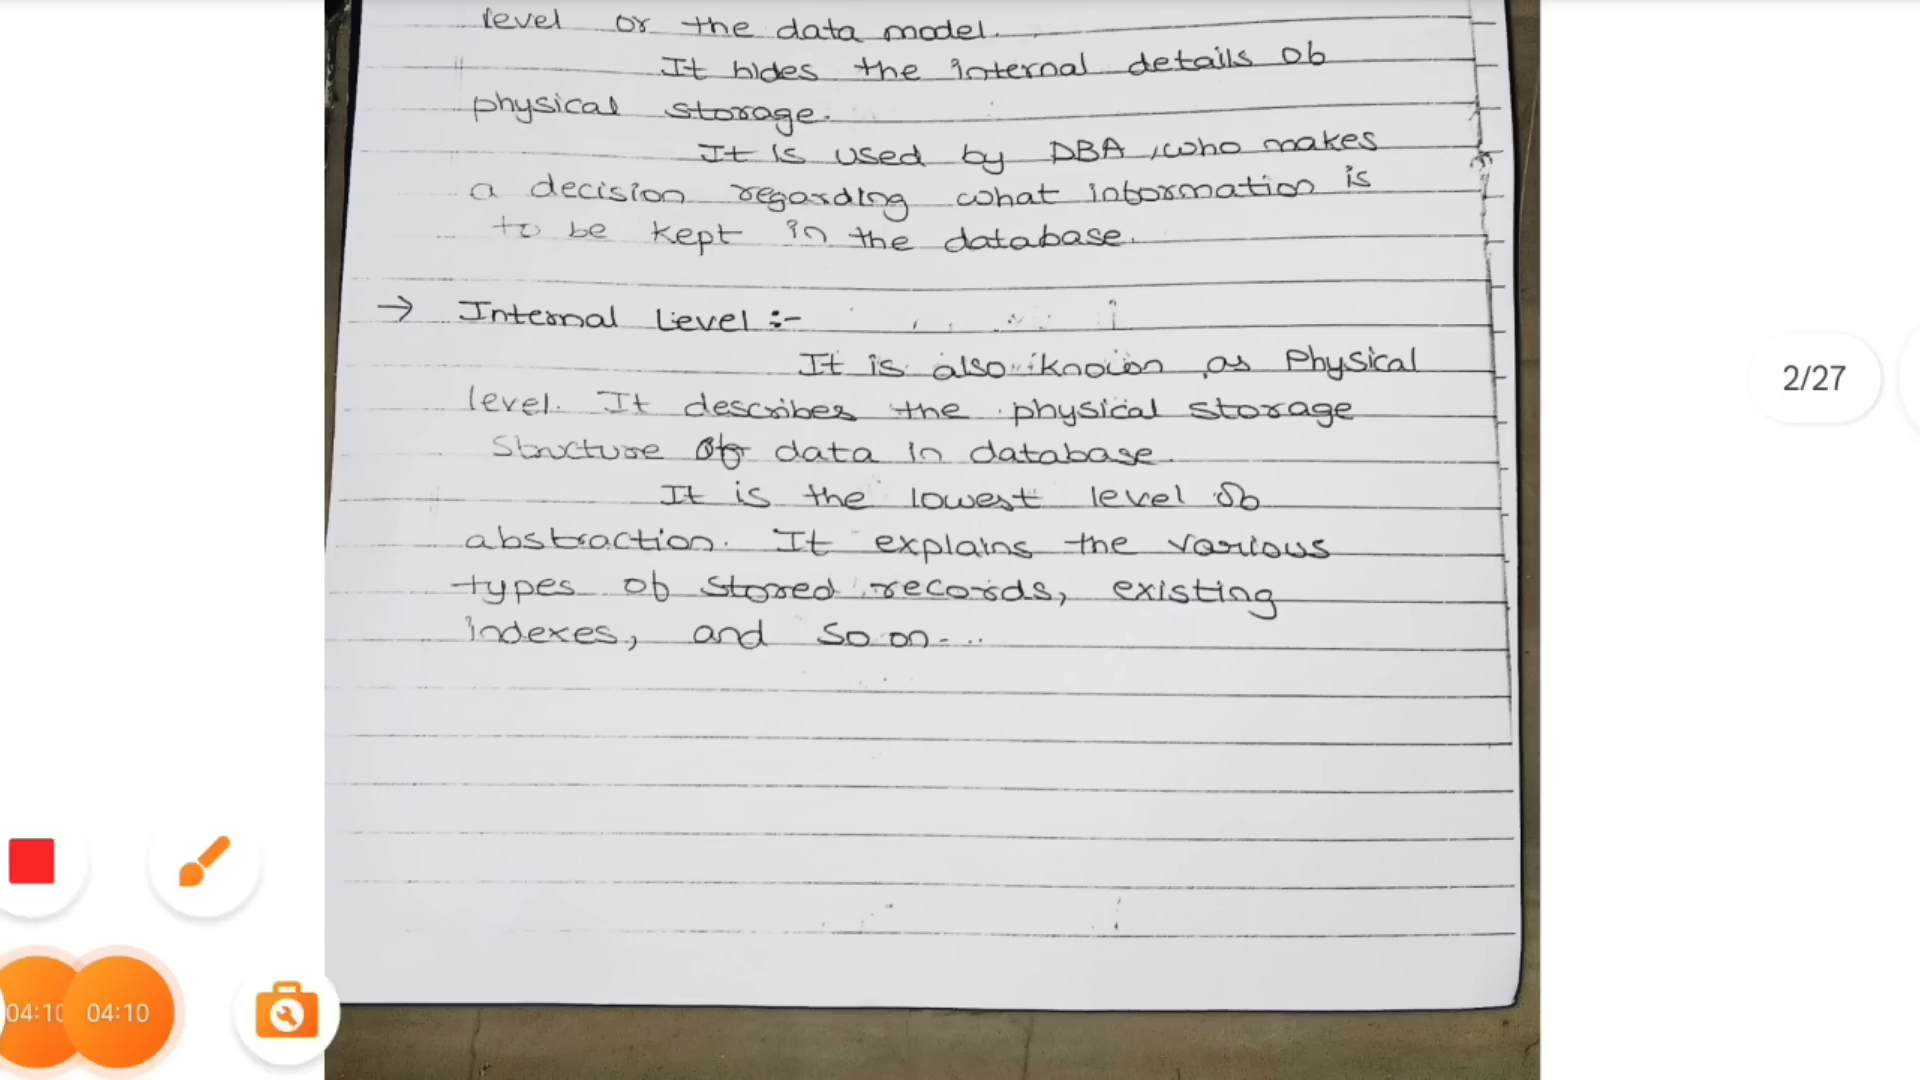 level or the data model.
It hides the internal details of
physical storage.
It is used by DBA, who makes
a decision regarding what information is
to be kept in the database.
→ Internal Level :-
It is also known as Physical
level. It describes the physical storage
structure of data in database.
It is the lowest level of
abstraction. It explains the various
types of stored records, existing
indexes, and so on...
2/27
04:10
04:10